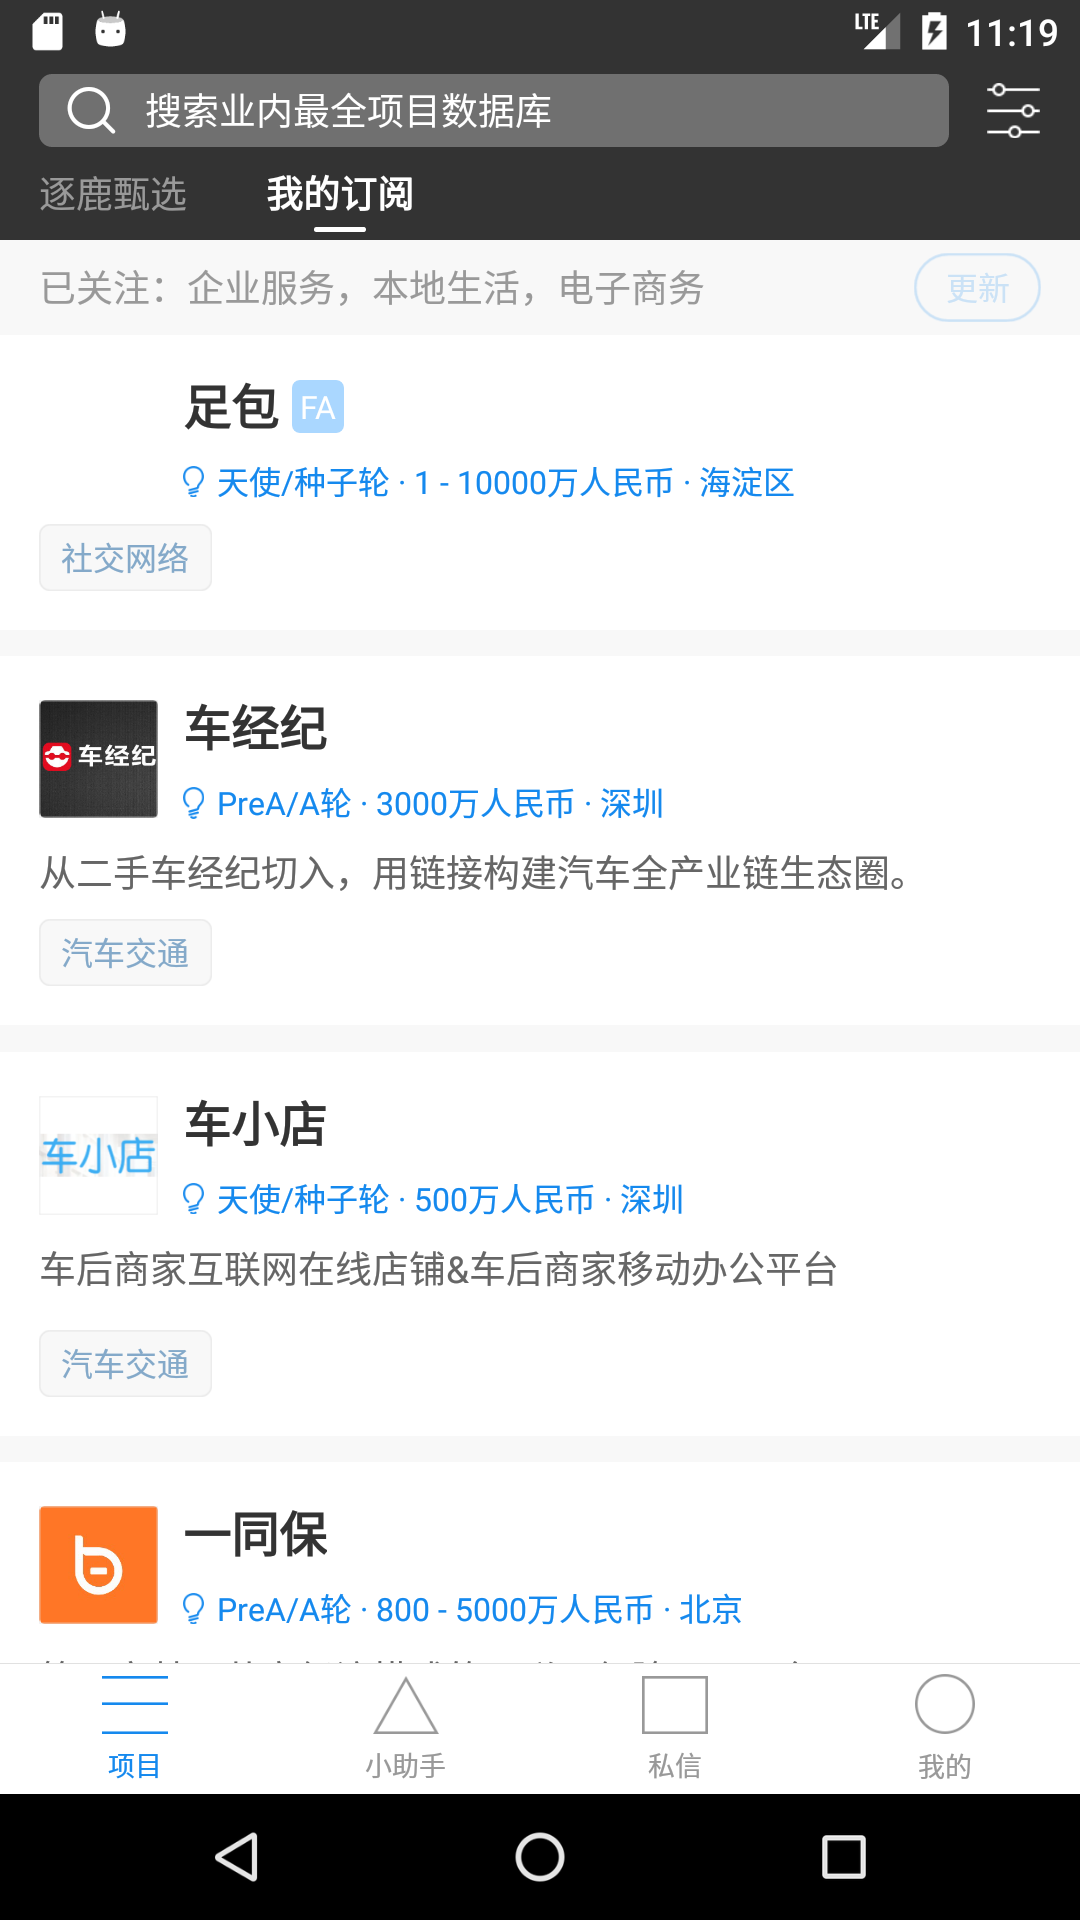 LTE 11:19
搜索业内最全项目数据库
逐鹿甄选 我的订阅
已关注：企业服务，本地生活，电子商务 更新
足包 FA
天使/种子轮 · 1 - 10000万人民币 · 海淀区
社交网络
车经纪
车经纪
PreA/A轮 · 3000万人民币 · 深圳
从二手车经纪切入，用链接构建汽车全产业链生态圈。
汽车交通
车小店
车小店
天使/种子轮 · 500万人民币 · 深圳
车后商家互联网在线店铺&车后商家移动办公平台
汽车交通
一同保
PreA/A轮 · 800 - 5000万人民币 · 北京
项目 小助手 私信 我的